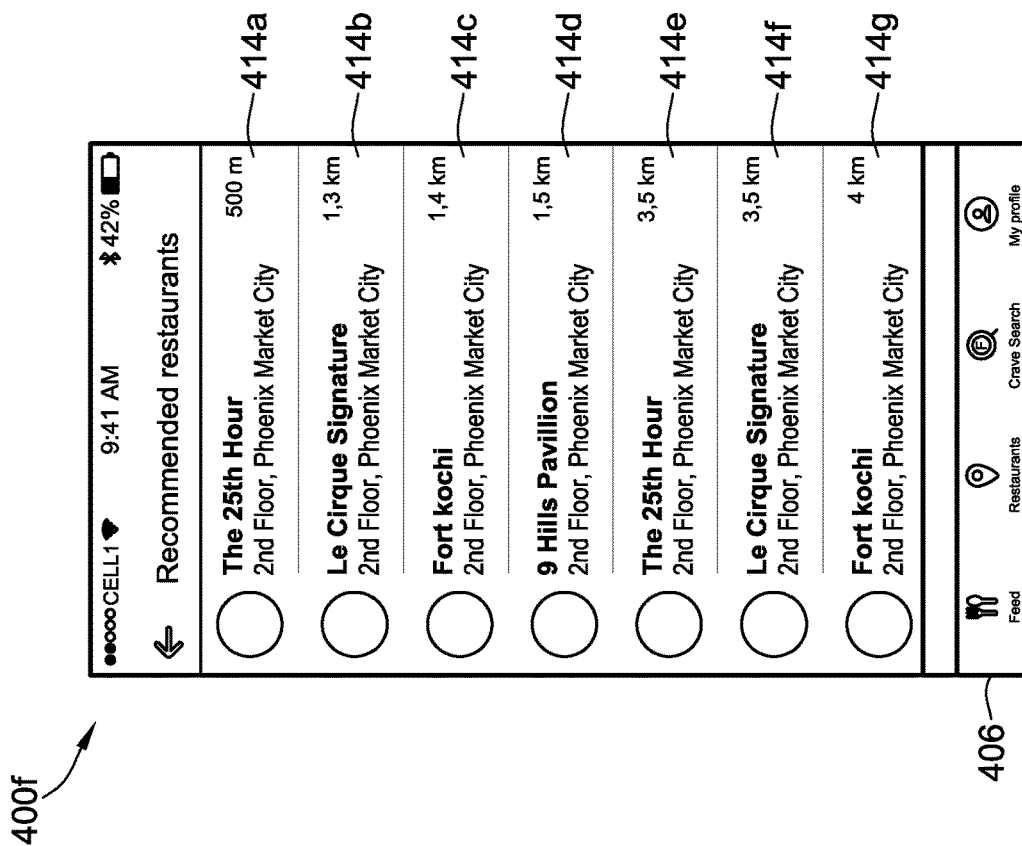 400f
●●○○○CELL1 9:41 AM 42%
Recommended restaurants
The 25th Hour 500 m
2nd Floor, Phoenix Market City
414a
Le Cirque Signature 1,3 km
2nd Floor, Phoenix Market City
414b
Fort kochi 1,4 km
2nd Floor, Phoenix Market City
414c
9 Hills Pavillion 1,5 km
2nd Floor, Phoenix Market City
414d
The 25th Hour 3,5 km
2nd Floor, Phoenix Market City
414e
Le Cirque Signature 3,5 km
2nd Floor, Phoenix Market City
414f
Fort kochi 4 km
2nd Floor, Phoenix Market City
414g
Feed Restaurants Crave Search My profile
406